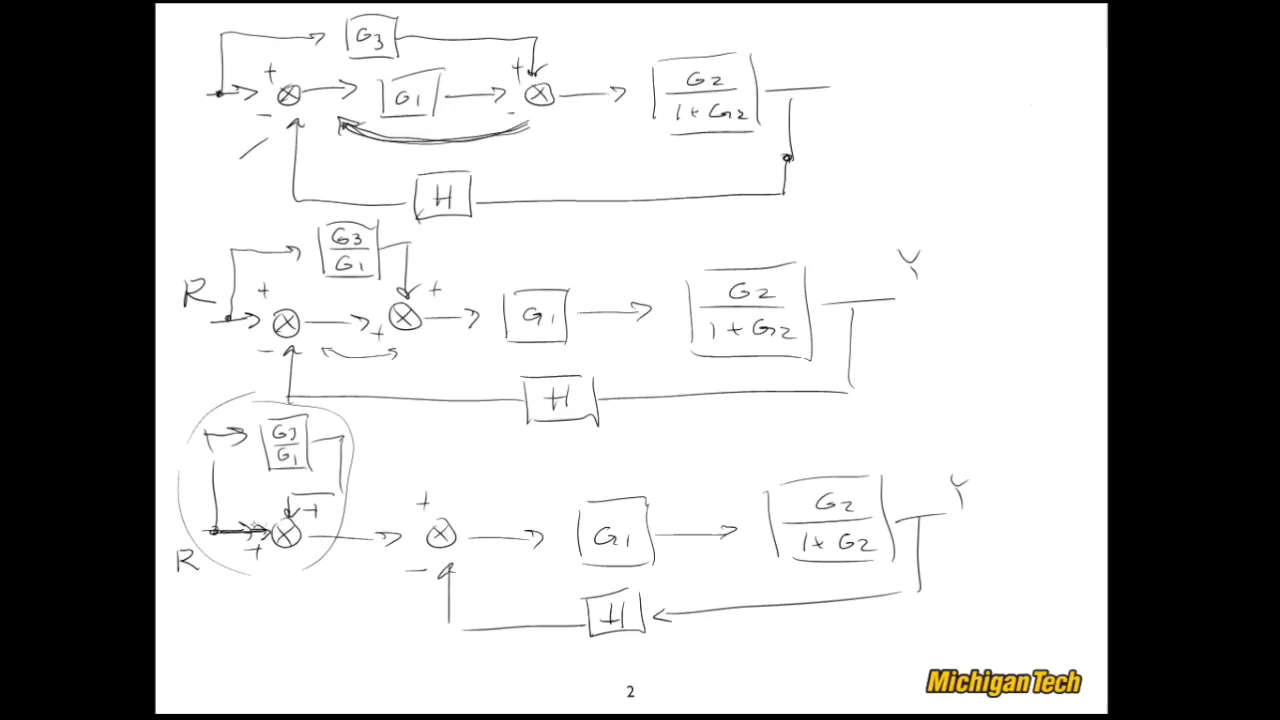 G3
+ + 
G1
G2
1+G2
-
-
H
G3
G1
Y
R
+
+
G1
G2
1+G2
+
-
H
G3
G1
+
+
+
G1
G2
1+G2
Y
R
-
H
2
Michigan Tech